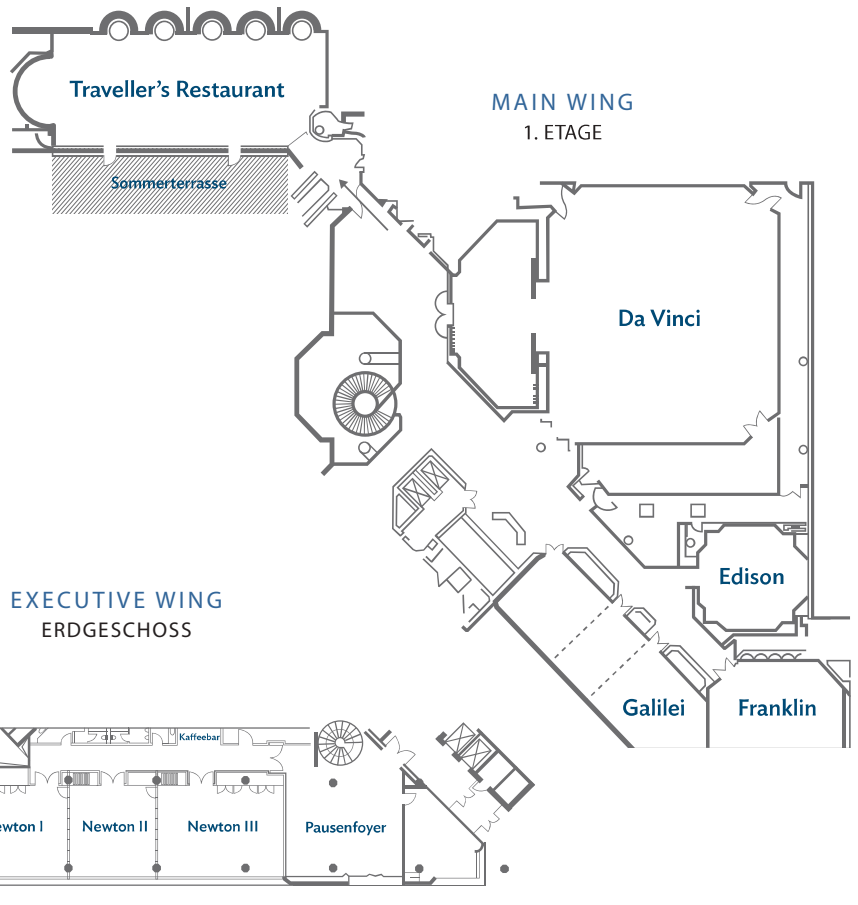 Traveller's Restaurant
MAIN WING
1. ETAGE
Sommerterrasse
Da Vinci
Edison
EXECUTIVE WING
ERDGESCHOSS
Galilei
Franklin
Kaffeebar
ewton I
Newton II
Newton III
Pausenfoyer